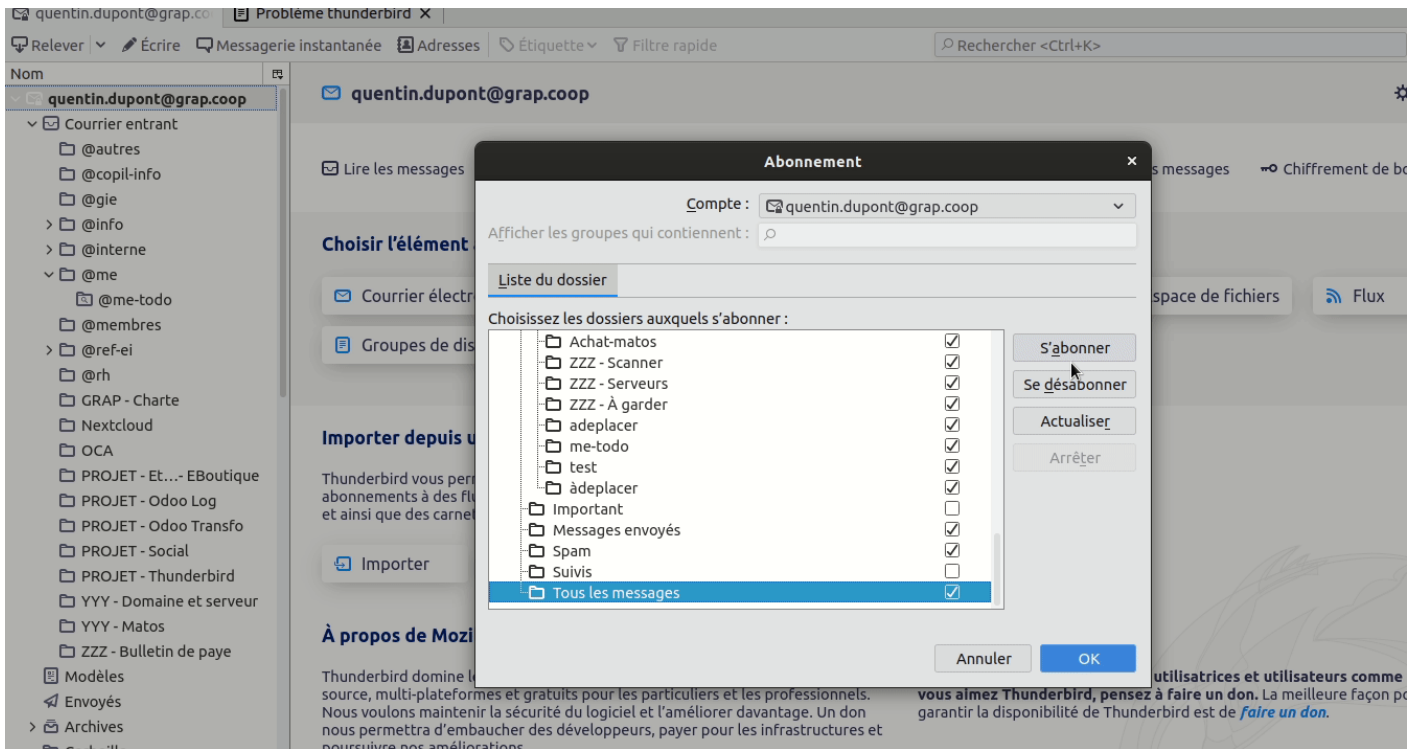 quentin.dupont@grap.co
Problème thunderbird
Relever Écrire Messagerie instantanée Adresses Étiquette Filtre rapide Rechercher <Ctrl+K>
Nom
quentin.dupont@grap.coop
Courrier entrant
@autres
@copil-info
@gie
@info
@interne
@me
@me-todo
@membres
@ref-ei
@rh
GRAP - Charte
Nextcloud
OCA
PROJET - Et…- EBoutique
PROJET - Odoo Log
PROJET - Odoo Transfo
PROJET - Social
PROJET - Thunderbird
YYY - Domaine et serveur
YYY - Matos
ZZZ - Bulletin de paye
Modèles
Envoyés
Archives
quentin.dupont@grap.coop
Lire les messages
s messages
Chiffrement de bo
Choisir l'élément
Courrier électr
space de fichiers
Flux
Groupes de dis
Importer depuis u
Thunderbird vous perr
abonnements à des flu
et ainsi que des carnet
Importer
À propos de Mozi
Thunderbird domine le
source, multi-plateformes et gratuits pour les particuliers et les professionnels.
Nous voulons maintenir la sécurité du logiciel et l'améliorer davantage. Un don
nous permettra d'embaucher des développeurs, payer pour les infrastructures et
poursuivre nos améliorations.
utilisatrices et utilisateurs comme
vous aimez Thunderbird, pensez à faire un don. La meilleure façon po
garantir la disponibilité de Thunderbird est de faire un don.
Abonnement
Compte : quentin.dupont@grap.coop
Afficher les groupes qui contiennent :
Liste du dossier
Choisissez les dossiers auxquels s'abonner :
Achat-matos
ZZZ - Scanner
ZZZ - Serveurs
ZZZ - À garder
adeplacer
me-todo
test
àdeplacer
Important
Messages envoyés
Spam
Suivis
Tous les messages
S'abonner
Se désabonner
Actualiser
Arrêter
Annuler
OK